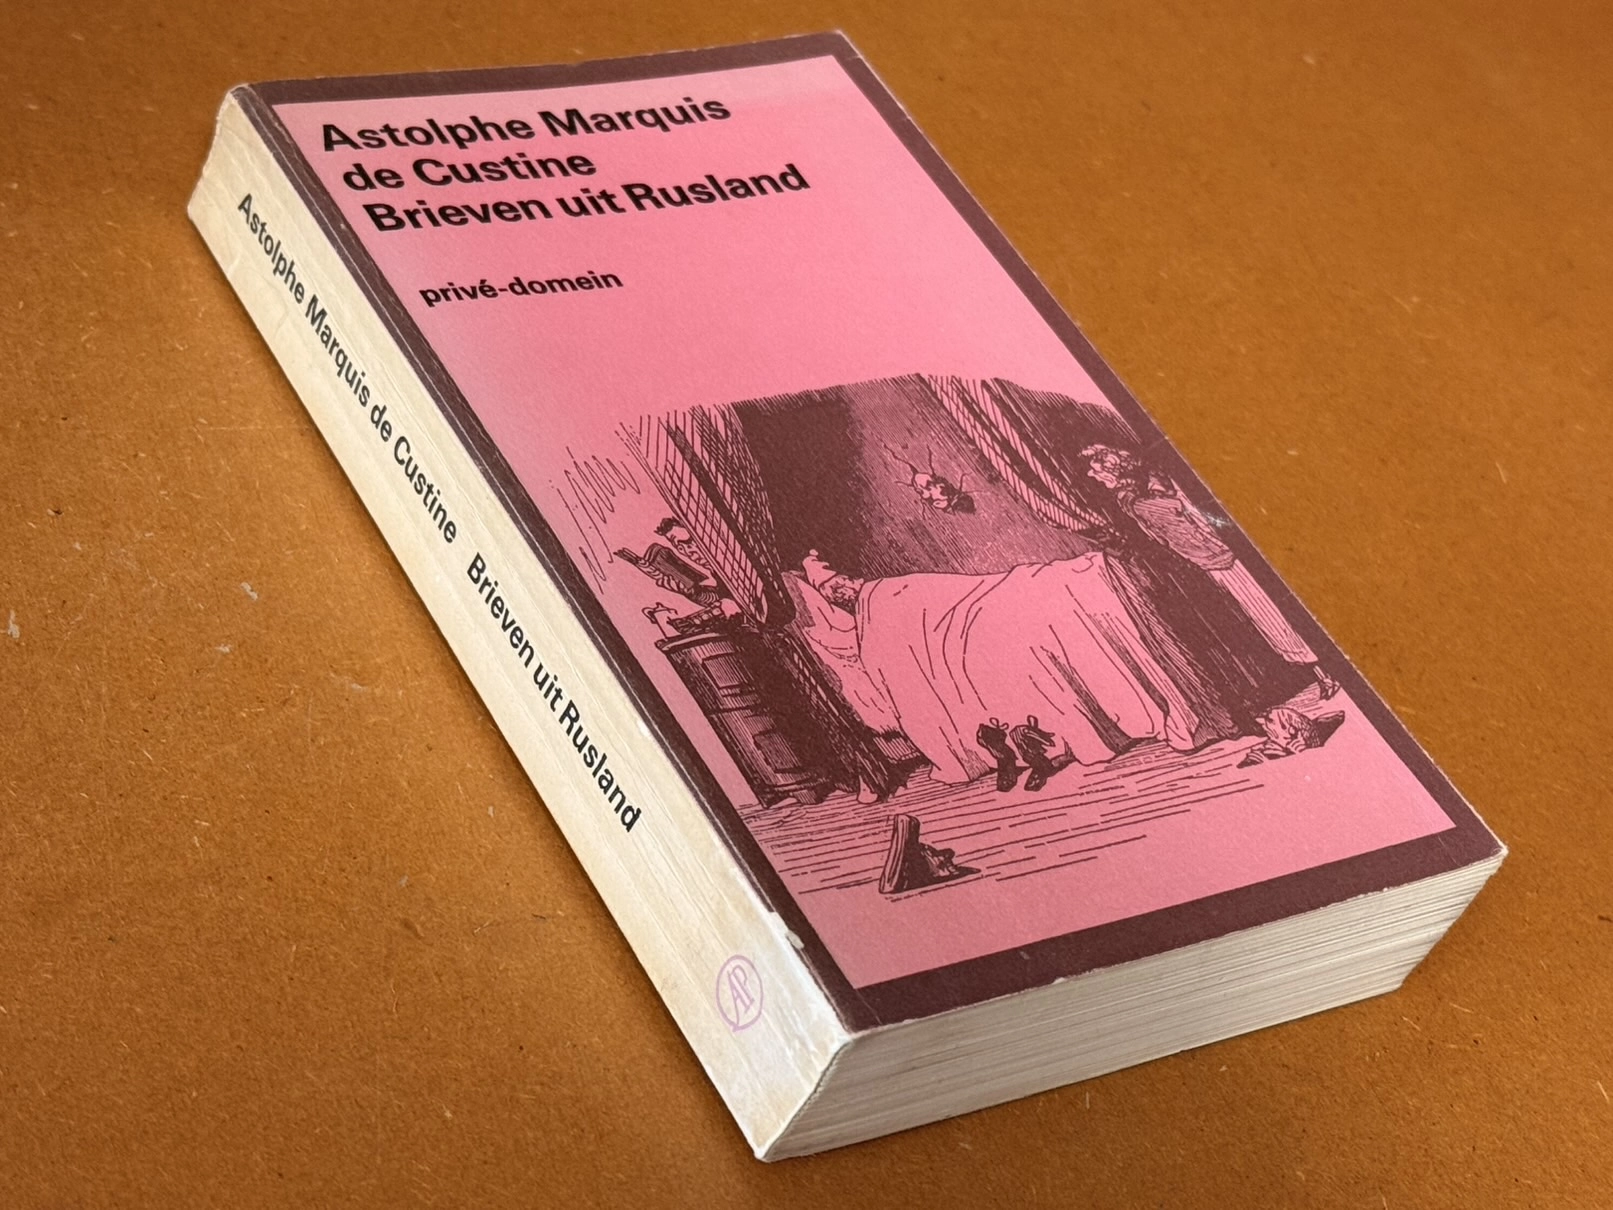 Astolphe Marquis
de Custine
Brieven uit Rusland
privé-domein
Astolphe Marquis de Custine Brieven uit Rusland
AP